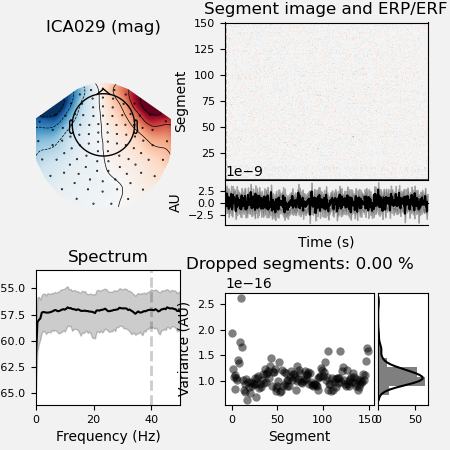 Segment image and ERP/ERF
ICA029 (mag)
150
125
100
75
50
25
Segment
1e−9
2.5
0.0
−2.5
AU
Time (s)
Spectrum
Dropped segments: 0.00 %
55.0
57.5
60.0
62.5
65.0
0
20
40
Frequency (Hz)
1e−16
2.5
2.0
1.5
1.0
Variance (AU)
0
50
100
150
Segment
0
50